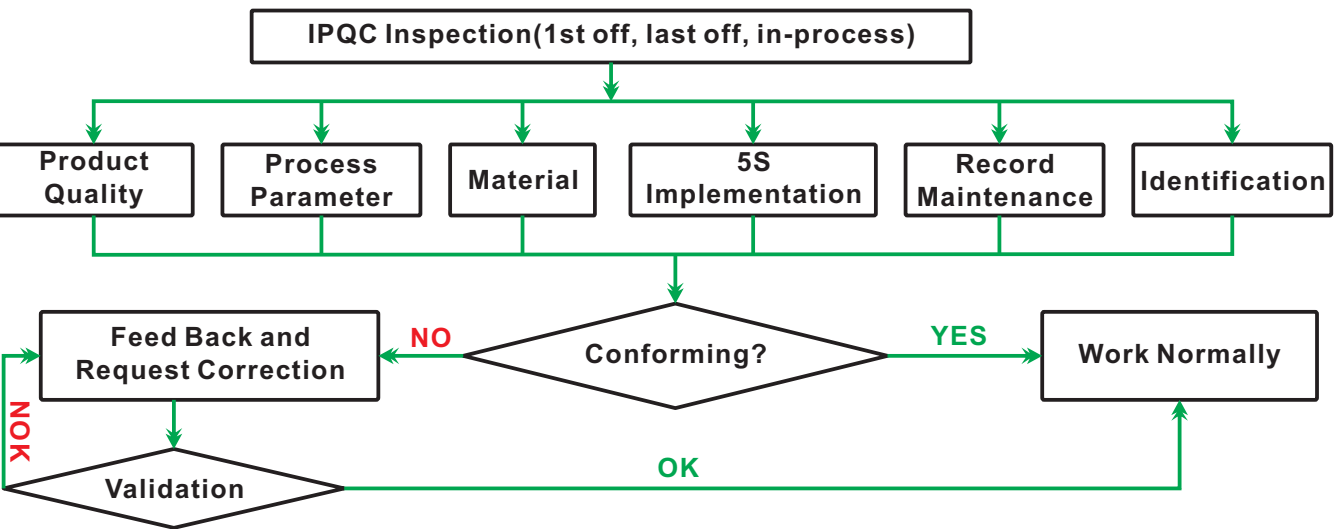 IPQC Inspection(1st off, last off, in-process)
Product
Quality
Process
Parameter
Material
5S
Implementation
Record
Maintenance
Identification
Feed Back and
Request Correction
NO
Conforming?
YES
Work Normally
NOK
Validation
OK